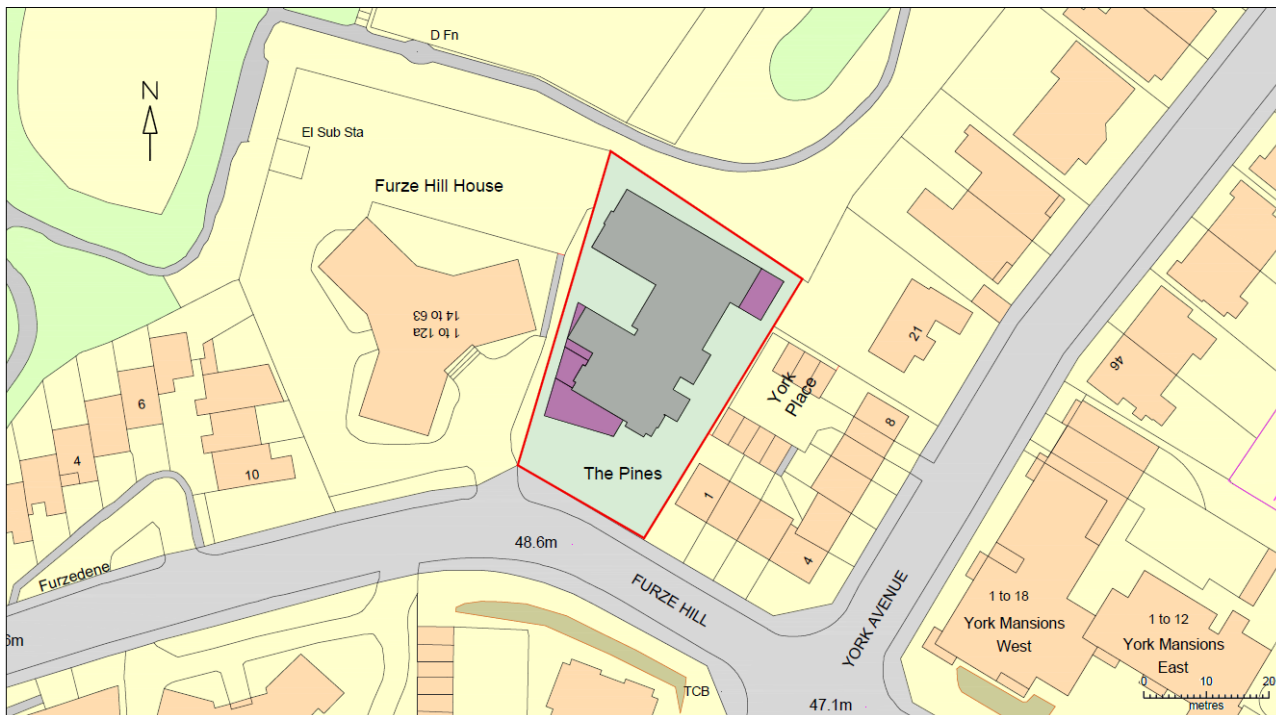 D Fn
N
El Sub Sta
Furze Hill House
1 to 12a
14 to 63
21
46
York
Place
6
8
4
10
The Pines
1
4
48.6m
Furzedene
FURZE HILL
YORK AVENUE
6m
1 to 18
York Mansions
West
1 to 12
York Mansions
East
TCB
47.1m
0 10 20
metres